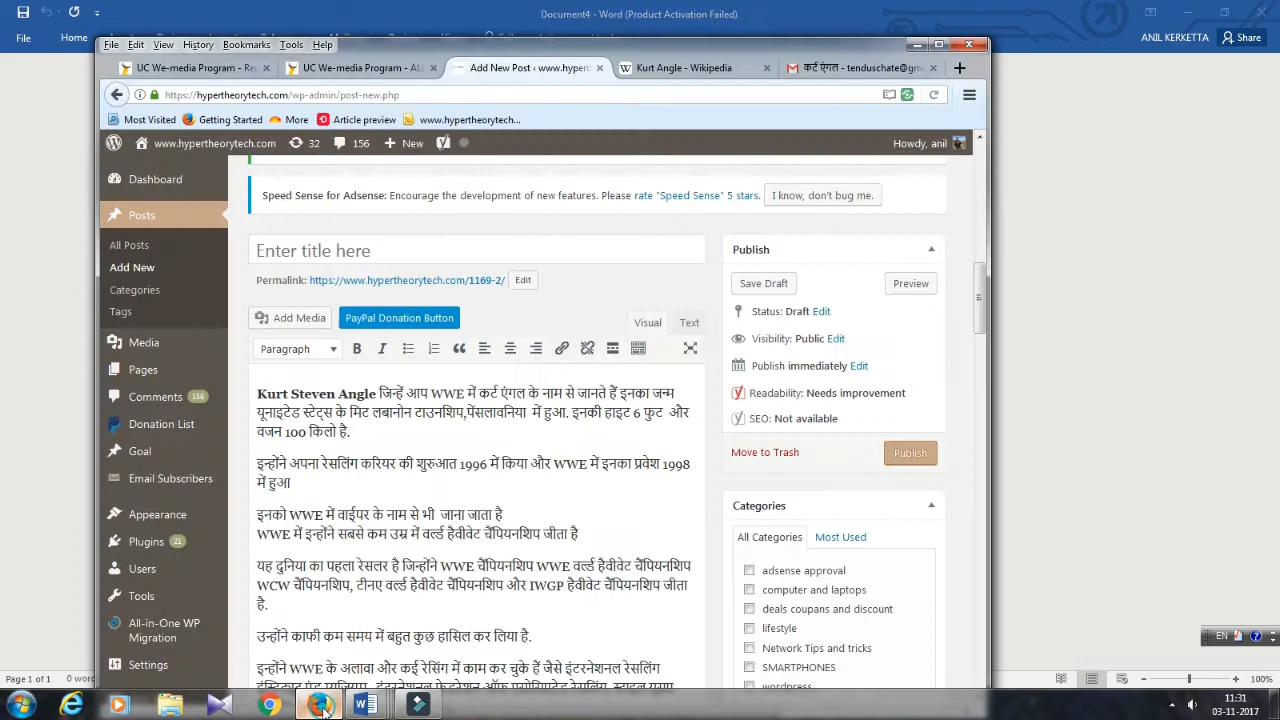 Document4 - Word (Product Activation Failed)
File Home ANIL KERKETTA Share
File Edit View History Bookmarks Tools Help
UC We-media Program - Re UC We-media Program - AL Add New Post ‹ www.hypert Kurt Angle - Wikipedia कर्ट एंगल - tenduschate@gm
https://hypertheorytech.com/wp-admin/post-new.php
Most Visited Getting Started More Article preview www.hypertheorytec...
www.hypertheorytech.com 32 156 New Howdy, anil
Dashboard
Posts
All Posts
Add New
Categories
Tags
Media
Pages
Comments 156
Donation List
Goal
Email Subscribers
Appearance
Plugins 21
Users
Tools
All-in-One WP
Migration
Settings
Speed Sense for Adsense: Encourage the development of new features. Please rate "Speed Sense" 5 stars. I know, don't bug me.
Enter title here
Permalink: https://www.hypertheorytech.com/1169-2/ Edit
Add Media PayPal Donation Button
Visual Text
Paragraph B I
Kurt Steven Angle जिन्हें आप WWE में कर्ट एंगल के नाम से जानते हैं इनका जन्म
यूनाइटेड स्टेट्स के मिट लबानोन टाउनशिप,पेंसलावनिया में हुआ. इनकी हाइट 6 फुट और
वजन 100 किलो है.
इन्होंने अपना रेसलिंग करियर की शुरुआत 1996 में किया और WWE में इनका प्रवेश 1998
में हुआ
इनको WWE में वाईपर के नाम से भी जाना जाता है
WWE में इन्होंने सबसे कम उम्र में वर्ल्ड हैवीवेट चैंपियनशिप जीता है
यह दुनिया का पहला रेसलर है जिन्होंने WWE चैंपियनशिप WWE वर्ल्ड हैवीवेट चैंपियनशिप
WCW चैंपियनशिप, टीनए वर्ल्ड हैवीवेट चैंपियनशिप और IWGP हैवीवेट चैंपियनशिप जीता
है.
उन्होंने काफी कम समय में बहुत कुछ हासिल कर लिया है.
इन्होंने WWE के अलावा और कई रेसिंग में काम कर चुके हैं जैसे इंटरनेशनल रेसलिंग
Publish
Save Draft Preview
Status: Draft Edit
Visibility: Public Edit
Publish immediately Edit
Readability: Needs improvement
SEO: Not available
Move to Trash Publish
Categories
All Categories Most Used
adsense approval
computer and laptops
deals coupans and discount
lifestyle
Network Tips and tricks
SMARTPHONES
wordpress
EN
Page 1 of 1 100%
11:31
03-11-2017